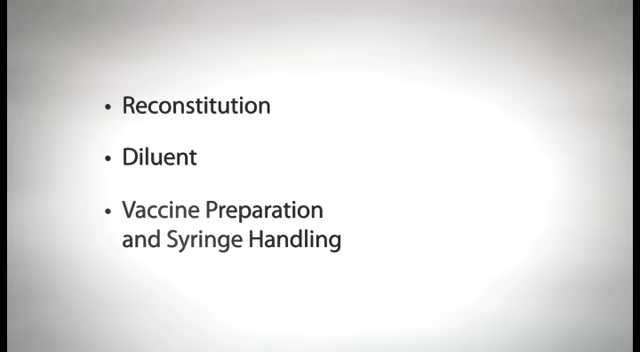 • Reconstitution
• Diluent
• Vaccine Preparation
and Syringe Handling